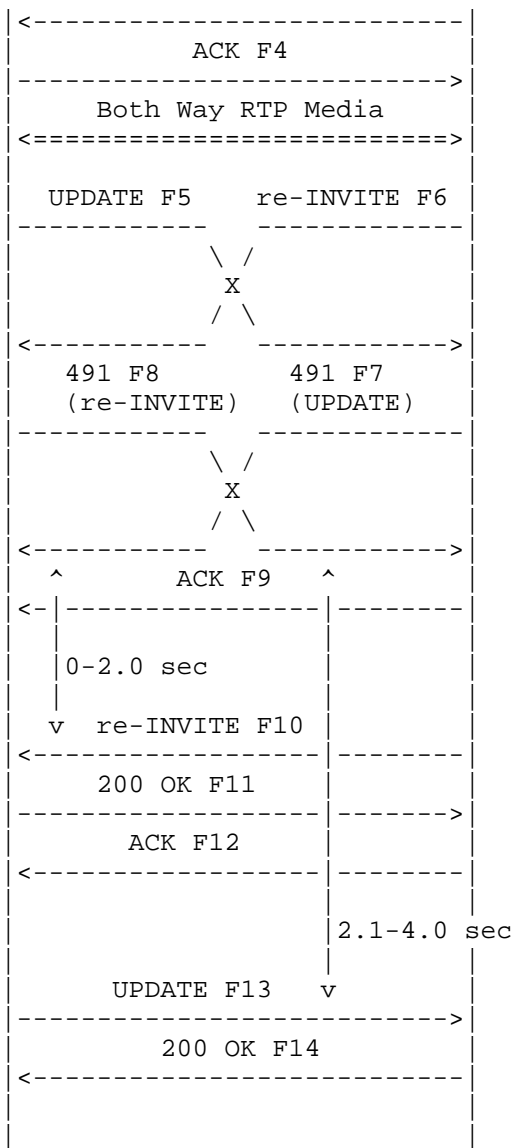 |<----------------------------|
ACK F4
|---------------------------->|
Both Way RTP Media
|<===========================>|
UPDATE F5 re-INVITE F6
|------------ -------------|
\ /
X
/ \
|<----------- ------------>|
491 F8 491 F7
(re-INVITE) (UPDATE)
|------------ -------------|
\ /
X
/ \
|<----------- ------------>|
^ ACK F9 ^
|<-|----------------|--------|
0-2.0 sec
v re-INVITE F10
|<------------------|--------|
200 OK F11
|-------------------|------->|
ACK F12
|<------------------|--------|
2.1-4.0 sec
UPDATE F13 v
|---------------------------->|
200 OK F14
|<----------------------------|